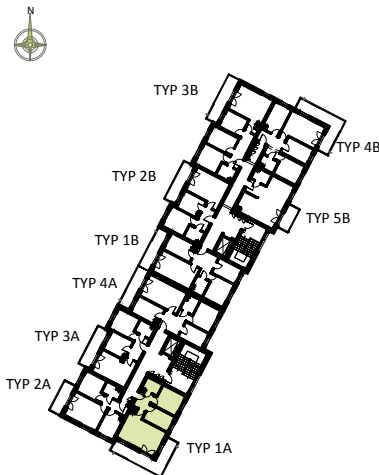 N
TYP 3B
TYP 4B
TYP 2B
TYP 5B
TYP 1B
TYP 4A
TYP 3A
TYP 2A
TYP 1A